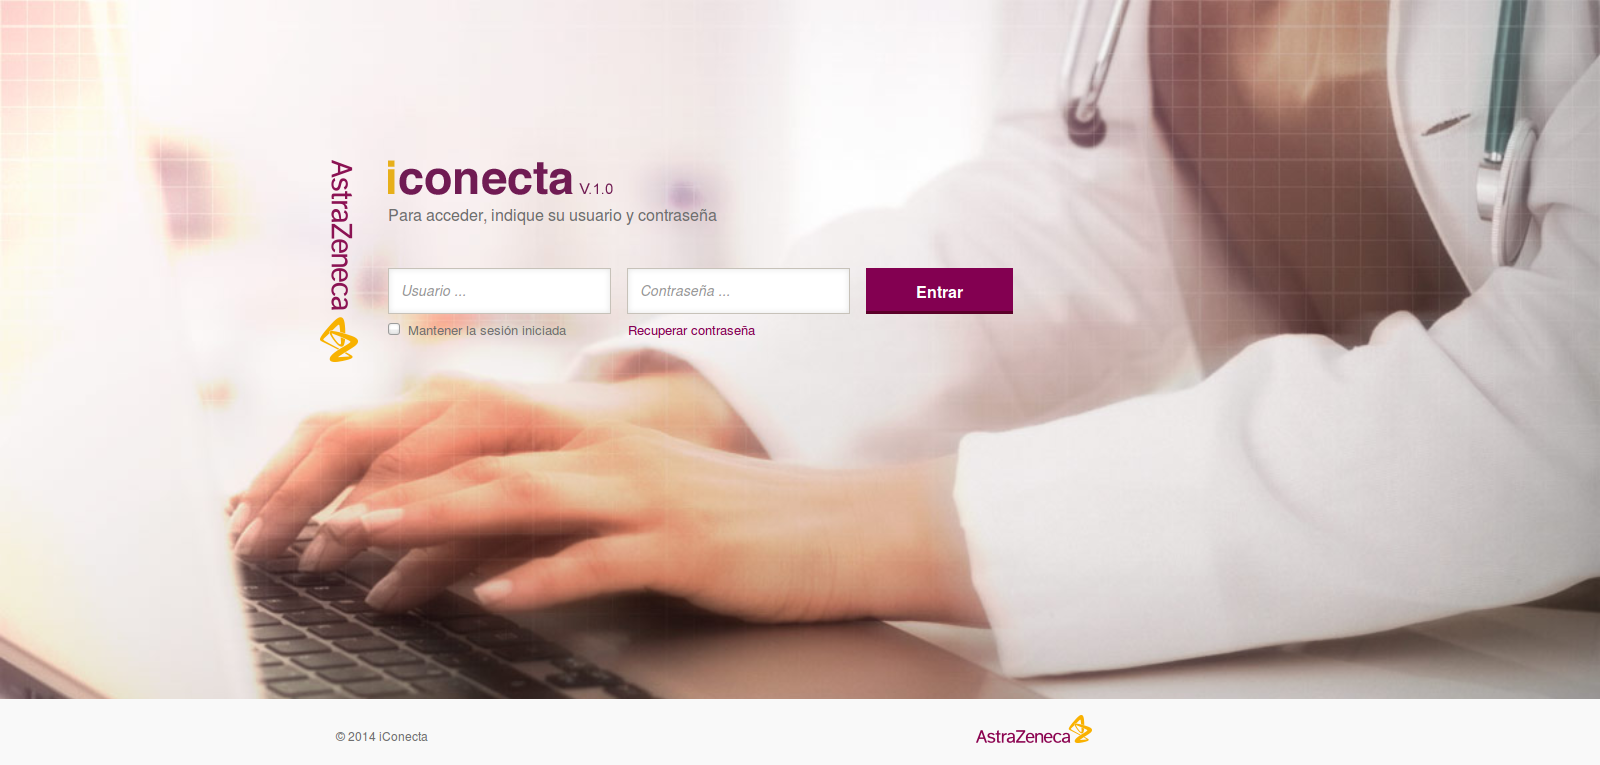 AstraZeneca
iconecta V.1.0
Para acceder, indique su usuario y contraseña
Usuario ...
Contraseña ...
Entrar
Mantener la sesión iniciada
Recuperar contraseña
© 2014 iConecta
AstraZeneca